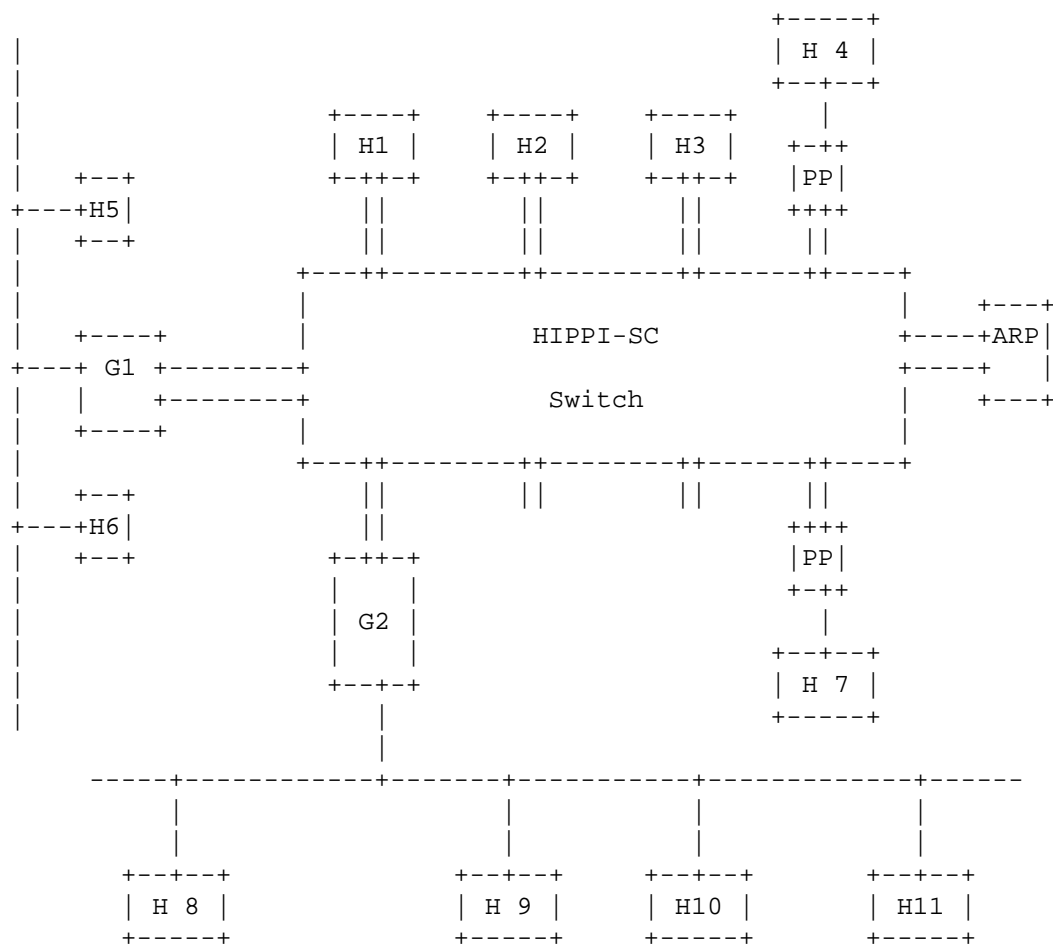 H 4
H1 H2 H3
PP
H5
HIPPI-SC
ARP
G1
Switch
H6
PP
G2
H 7
H 8 H 9 H10 H11